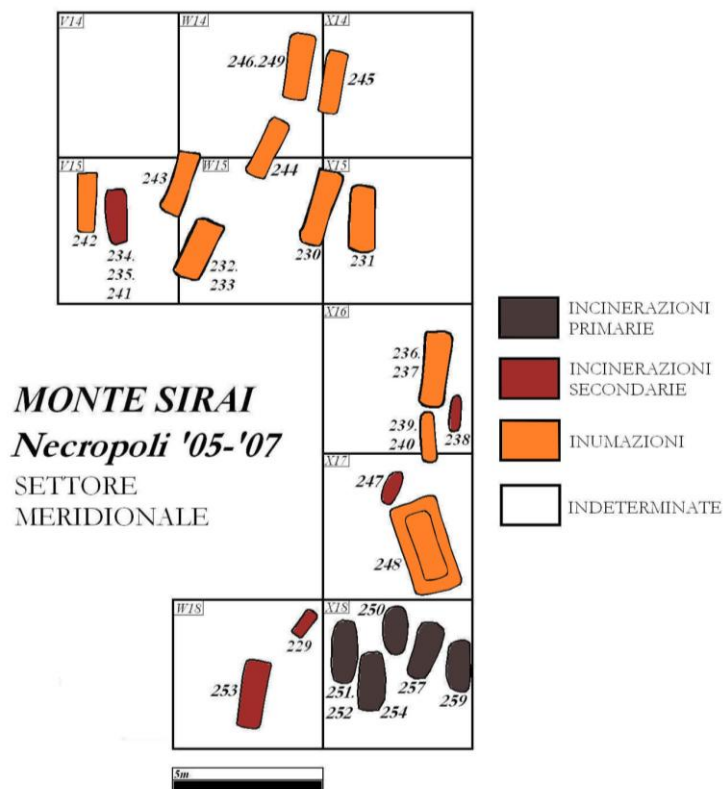 V14
W14
X14
246.249
245
V15
W15
X15
243
244
242
234.
235.
241
232.
233
230
231
X16
236.
237
239.
240
238
INCINERAZIONI
PRIMARIE
INCINERAZIONI
SECONDARIE
INUMAZIONI
INDETERMINATE
MONTE SIRAI
Necropoli '05-'07
SETTORE
MERIDIONALE
X17
247
248
W18
X18
250
229
253
251.
252
254
257
259
5m